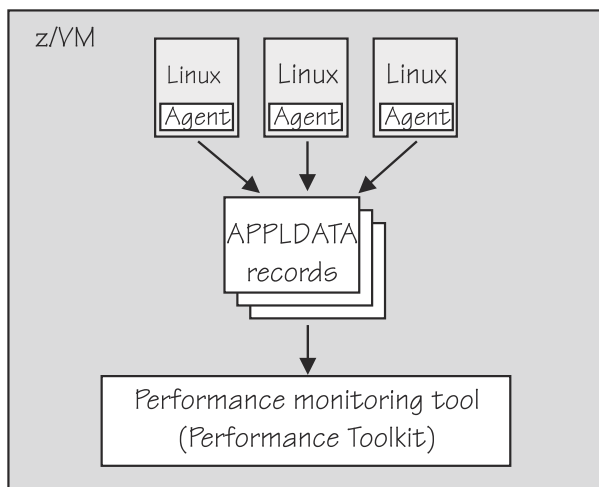 z/VM
Linux
Linux
Linux
Agent
Agent
Agent
APPLDATA
records
Performance monitoring tool
(Performance Toolkit)